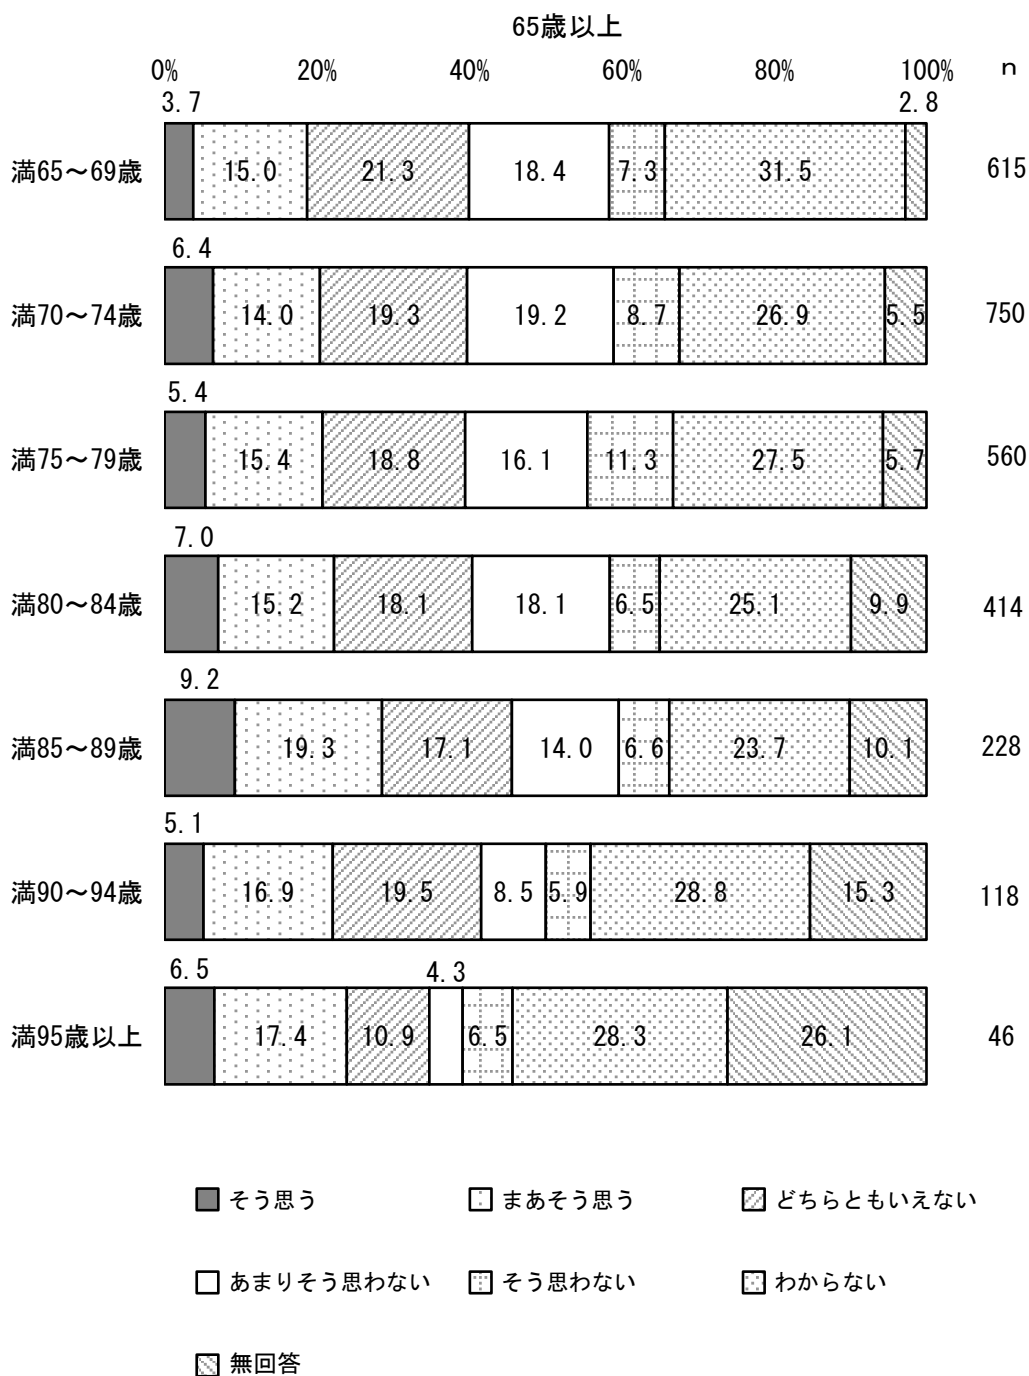 65歳以上
0% 20% 40% 60% 80% 100% n
3.7 2.8
満65～69歳 15.0 21.3 18.4 7.3 31.5 615
6.4
満70～74歳 14.0 19.3 19.2 8.7 26.9 5.5 750
5.4
満75～79歳 15.4 18.8 16.1 11.3 27.5 5.7 560
7.0
満80～84歳 15.2 18.1 18.1 6.5 25.1 9.9 414
9.2
満85～89歳 19.3 17.1 14.0 6.6 23.7 10.1 228
5.1
満90～94歳 16.9 19.5 8.5 5.9 28.8 15.3 118
6.5 4.3
満95歳以上 17.4 10.9 6.5 28.3 26.1 46
そう思う まあそう思う どちらともいえない
あまりそう思わない そう思わない わからない
無回答